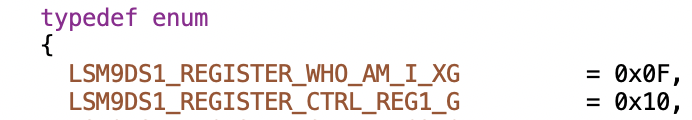 typedef enum
{
LSM9DS1_REGISTER_WHO_AM_I_XG = 0x0F,
LSM9DS1_REGISTER_CTRL_REG1_G = 0x10,